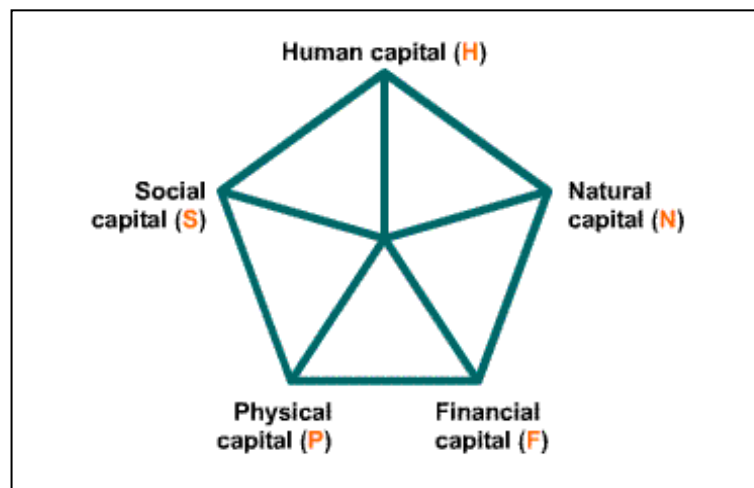 Human capital (H)
Social
capital (S)
Natural
capital (N)
Physical
capital (P)
Financial
capital (F)